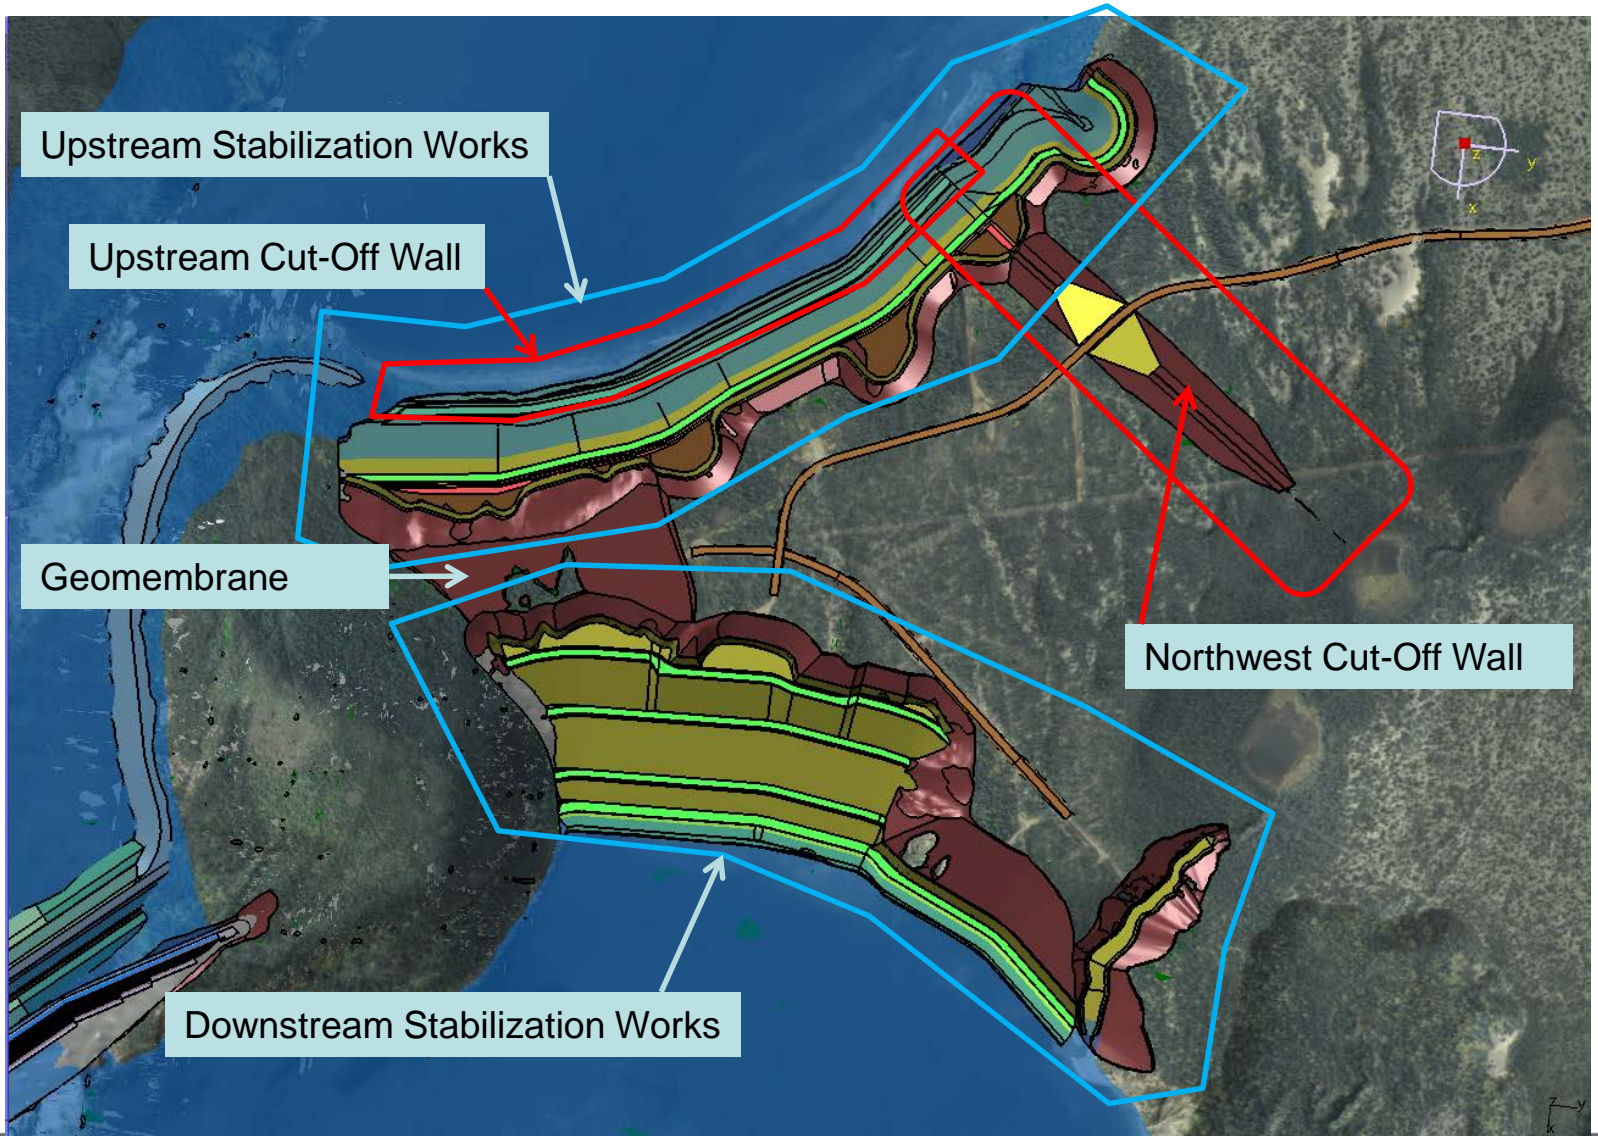 Upstream Stabilization Works
Upstream Cut-Off Wall
z
y
x
Geomembrane
Northwest Cut-Off Wall
Downstream Stabilization Works
Z
y
x